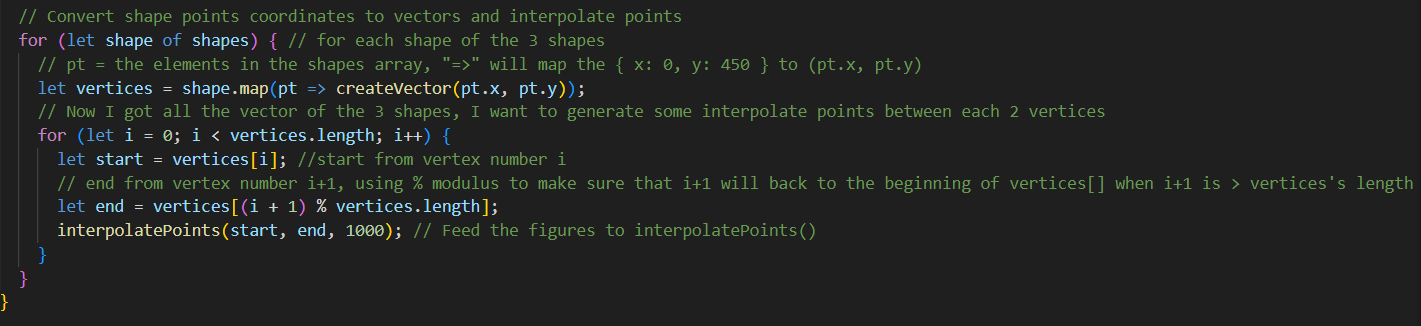 // Convert shape points coordinates to vectors and interpolate points
for (let shape of shapes) { // for each shape of the 3 shapes
// pt = the elements in the shapes array, "=>" will map the { x: 0, y: 450 } to (pt.x, pt.y)
let vertices = shape.map(pt => createVector(pt.x, pt.y));
// Now I got all the vector of the 3 shapes, I want to generate some interpolate points between each 2 vertices
for (let i = 0; i < vertices.length; i++) {
let start = vertices[i]; //start from vertex number i
// end from vertex number i+1, using % modulus to make sure that i+1 will back to the beginning of vertices[] when i+1 is > vertices's length
let end = vertices[(i + 1) % vertices.length];
interpolatePoints(start, end, 1000); // Feed the figures to interpolatePoints()
}
}
}